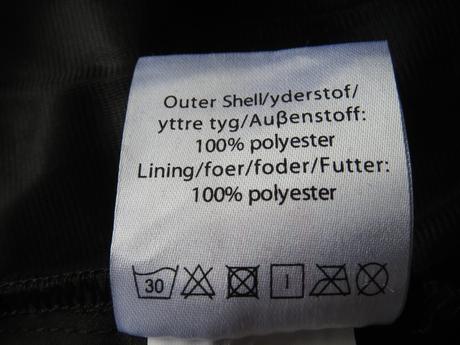 Outer Shell/yderstof/
yttre tyg/Außenstoff:
100% polyester
Lining/foer/foder/Futter:
100% polyester
30